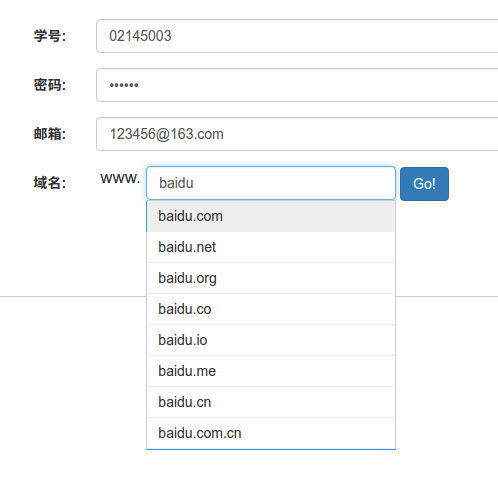 学号: 02145003
密码: ••••••
邮箱: 123456@163.com
域名: www. baidu Go!
baidu.com
baidu.net
baidu.org
baidu.co
baidu.io
baidu.me
baidu.cn
baidu.com.cn